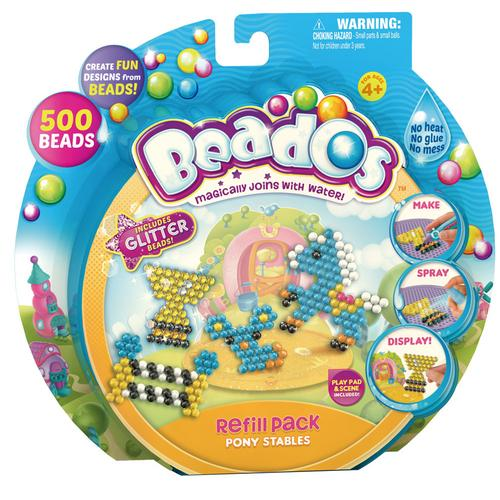 WARNING:
CHOKING HAZARD - Small parts & small balls.
Not for children under 3 years.
CREATE FUN
DESIGNS from
BEADS!
FOR AGES
4+
500
BEADS
Beados
magically joins with water!
TM
No heat
No glue
No mess
INCLUDES
GLITTER
BEADS!
MAKE
SPRAY
DISPLAY!
PLAY PAD
& SCENE
INCLUDED!
Refill Pack
PONY STABLES